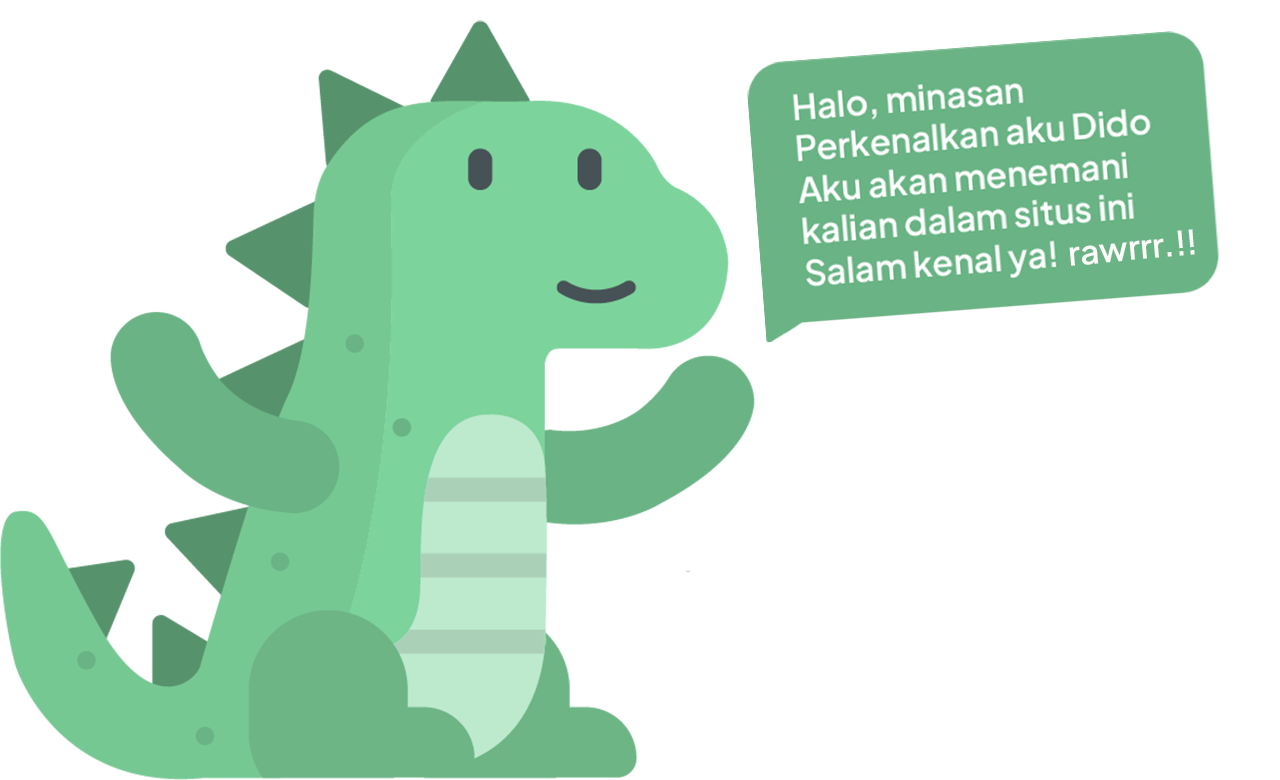 Halo, minasan
Perkenalkan aku Dido
Aku akan menemani
kalian dalam situs ini
Salam kenal ya! rawrrr.!!